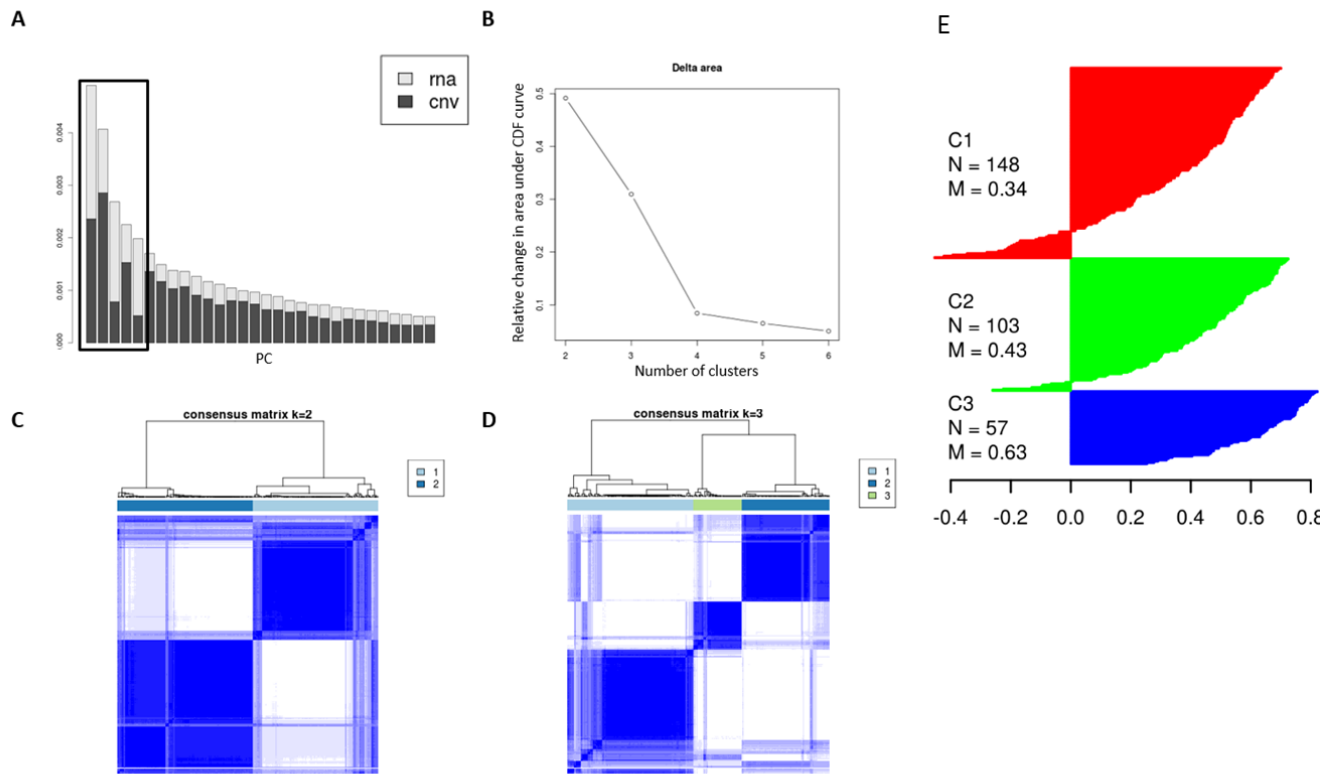 A
rna
cnv
0.004
0.003
0.002
0.001
.000
PC
B
Delta area
Relative change in area under CDF curve
0.5
0.4
0.3
0.2
0.1
2 3 4 5 6
Number of clusters
E
C1
N = 148
M = 0.34
C2
N = 103
M = 0.43
C3
N = 57
M = 0.63
-0.4 -0.2 0.0 0.2 0.4 0.6 0.8
C
consensus matrix k=2
1
2
D
consensus matrix k=3
1
2
3